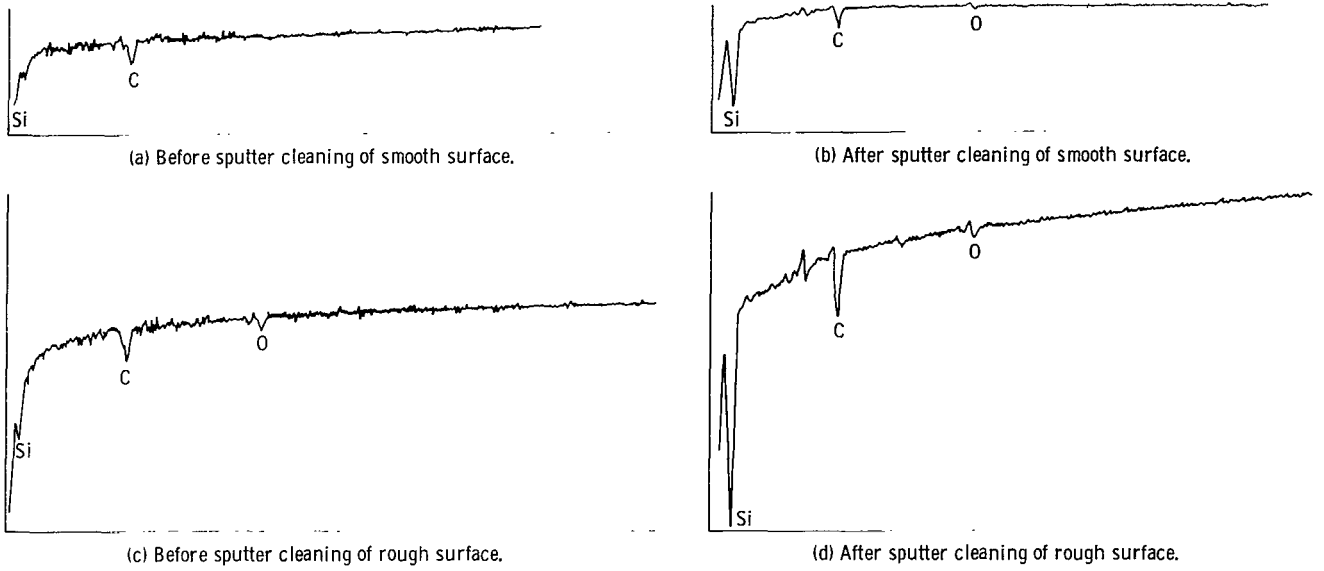 C
Si
(a) Before sputter cleaning of smooth surface.
C
O
Si
(b) After sputter cleaning of smooth surface.
O
C
Si
(c) Before sputter cleaning of rough surface.
O
C
Si
(d) After sputter cleaning of rough surface.